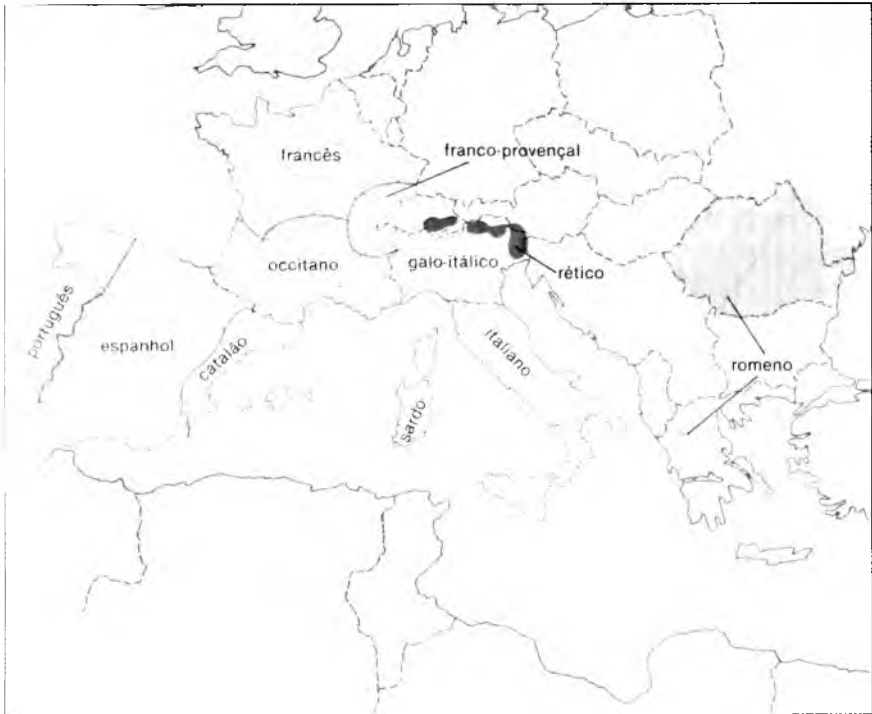 francês
franco-provençal
occitano
galo-itálico
rético
português
espanhol
catalão
sardo
italiano
romeno